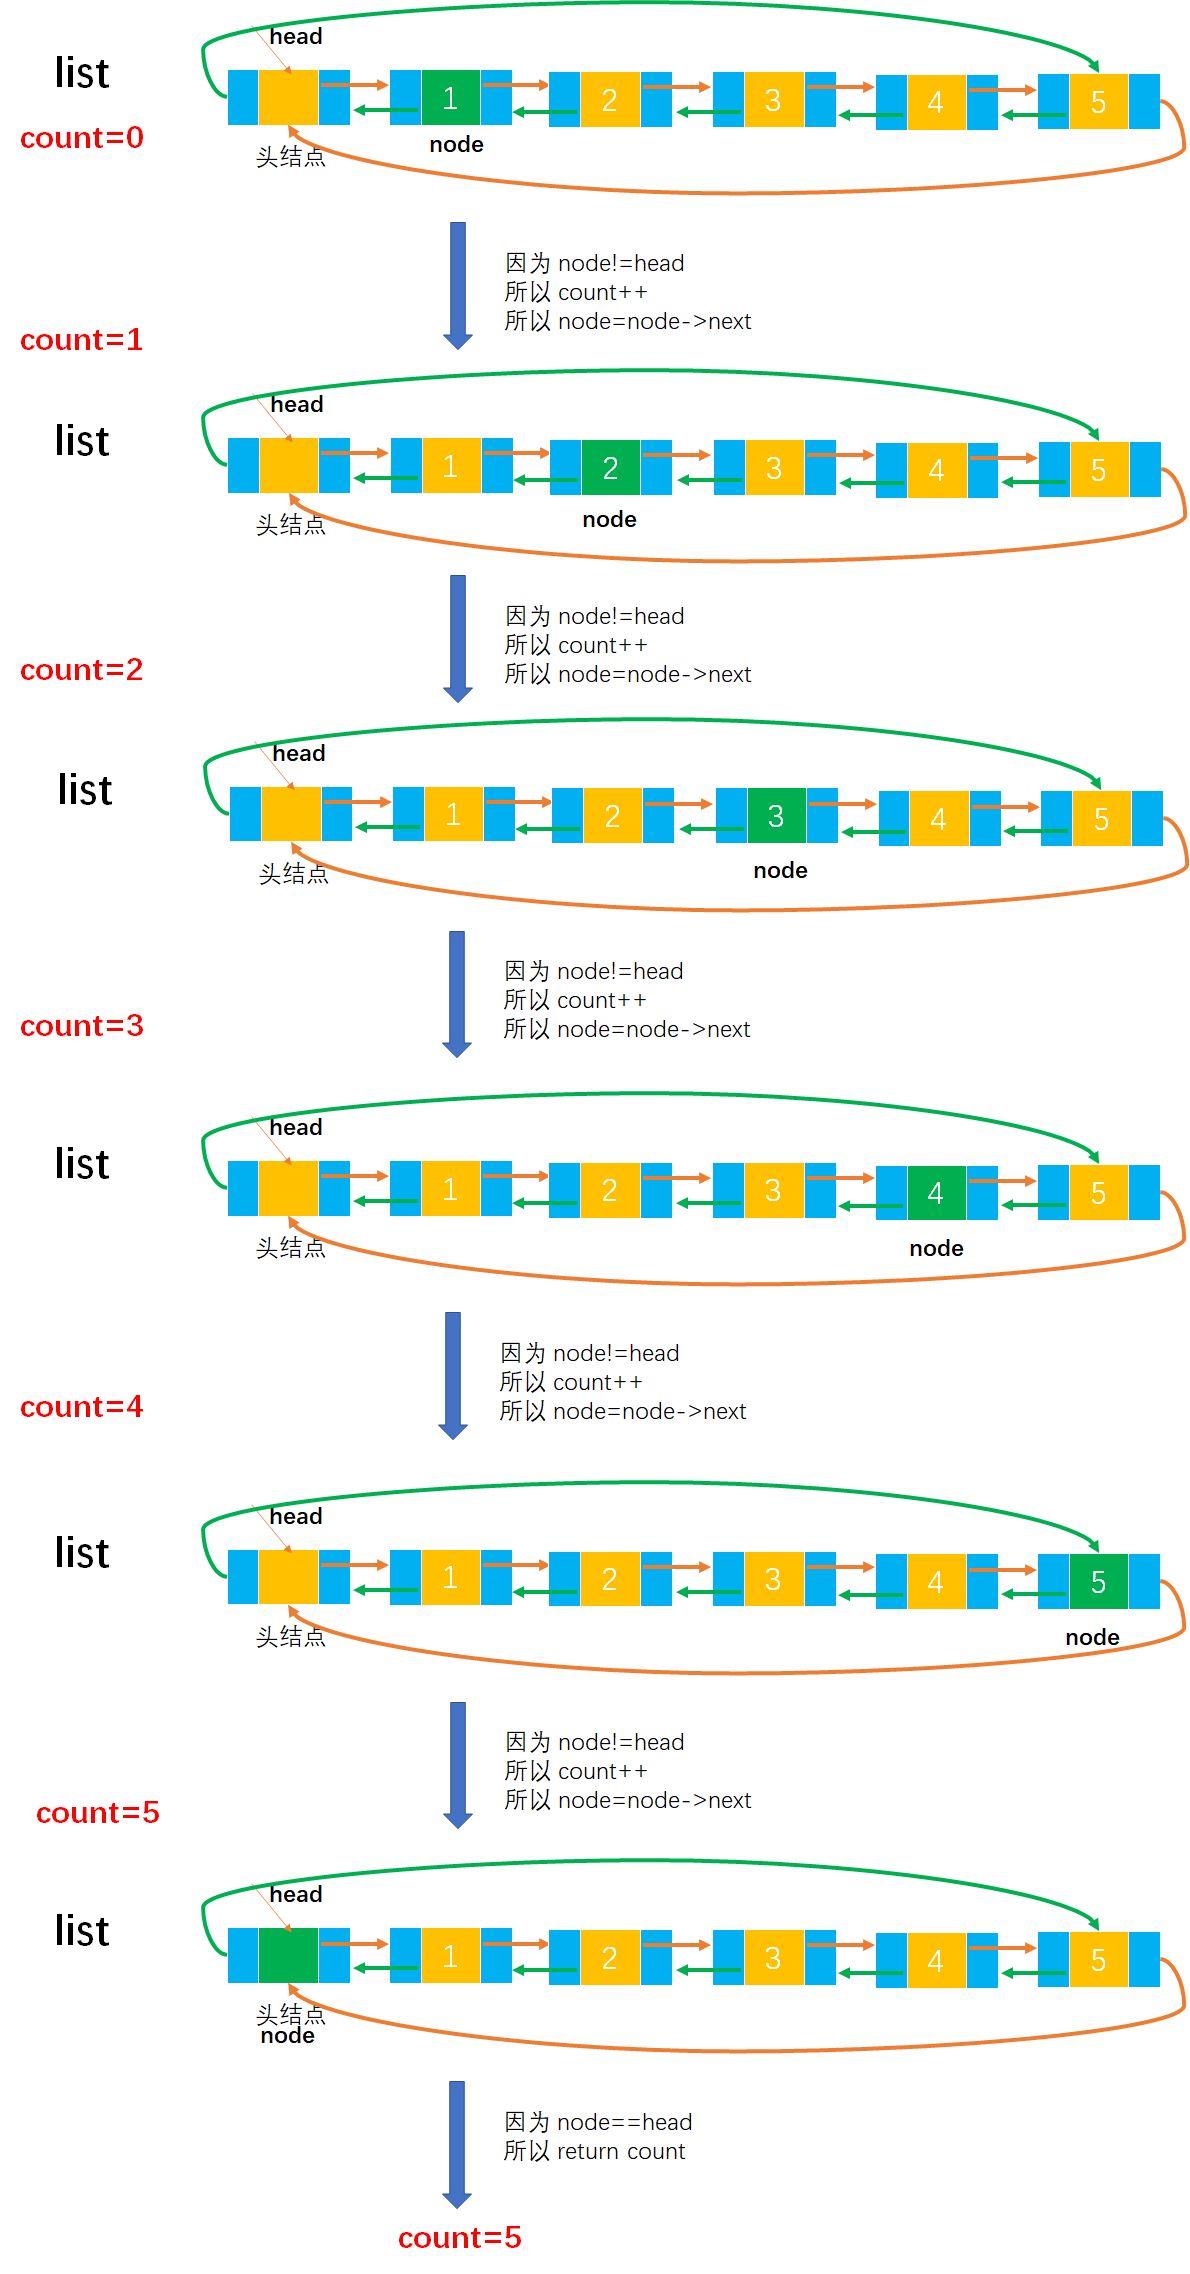 head
list
1
2
3
4
5
count=0
node
头结点
因为 node!=head
所以 count++
所以 node=node->next
count=1
head
list
1
2
3
4
5
头结点
node
因为 node!=head
所以 count++
所以 node=node->next
count=2
head
list
1
2
3
4
5
头结点
node
因为 node!=head
所以 count++
所以 node=node->next
count=3
head
list
1
2
3
4
5
头结点
node
因为 node!=head
所以 count++
所以 node=node->next
count=4
head
list
1
2
3
4
5
头结点
node
因为 node!=head
所以 count++
所以 node=node->next
count=5
head
list
1
2
3
4
5
头结点
node
因为 node==head
所以 return count
count=5